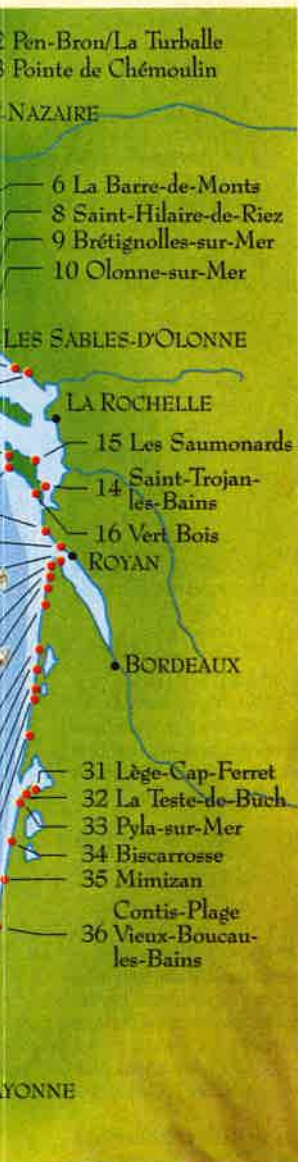 2 Pen-Bron/La Turballe
3 Pointe de Chémoulin
-NAZAIRE
6 La Barre-de-Monts
8 Saint-Hilaire-de-Riez
9 Brétignolles-sur-Mer
10 Olonne-sur-Mer
LES SABLES-D'OLONNE
LA ROCHELLE
15 Les Saumonards
14 Saint-Trojan-
les-Bains
16 Vert Bois
ROYAN
BORDEAUX
31 Lège-Cap-Ferret
32 La Teste-de-Buch
33 Pyla-sur-Mer
34 Biscarrosse
35 Mimizan
Contis-Plage
36 Vieux-Boucau-
les-Bains
AYONNE